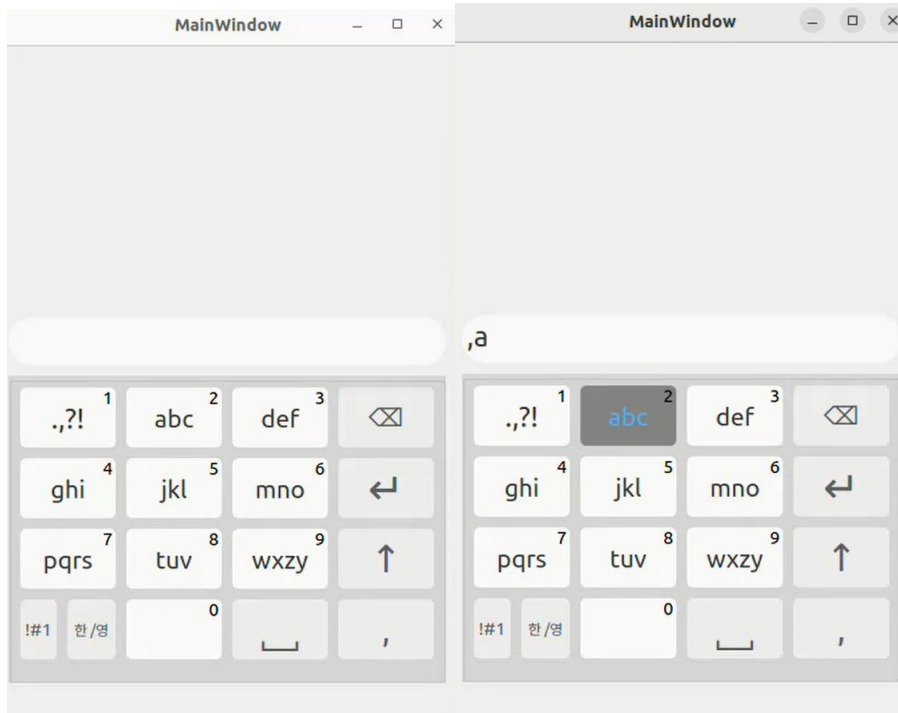 MainWindow
1 2 3
.,?! abc def ⌫
4 5 6
ghi jkl mno ↵
7 8 9
pqrs tuv wxzy ↑
0
!#1 한/영 ⎵ ,
MainWindow
,a
1 2 3
.,?! abc def ⌫
4 5 6
ghi jkl mno ↵
7 8 9
pqrs tuv wxzy ↑
0
!#1 한/영 ⎵ ,